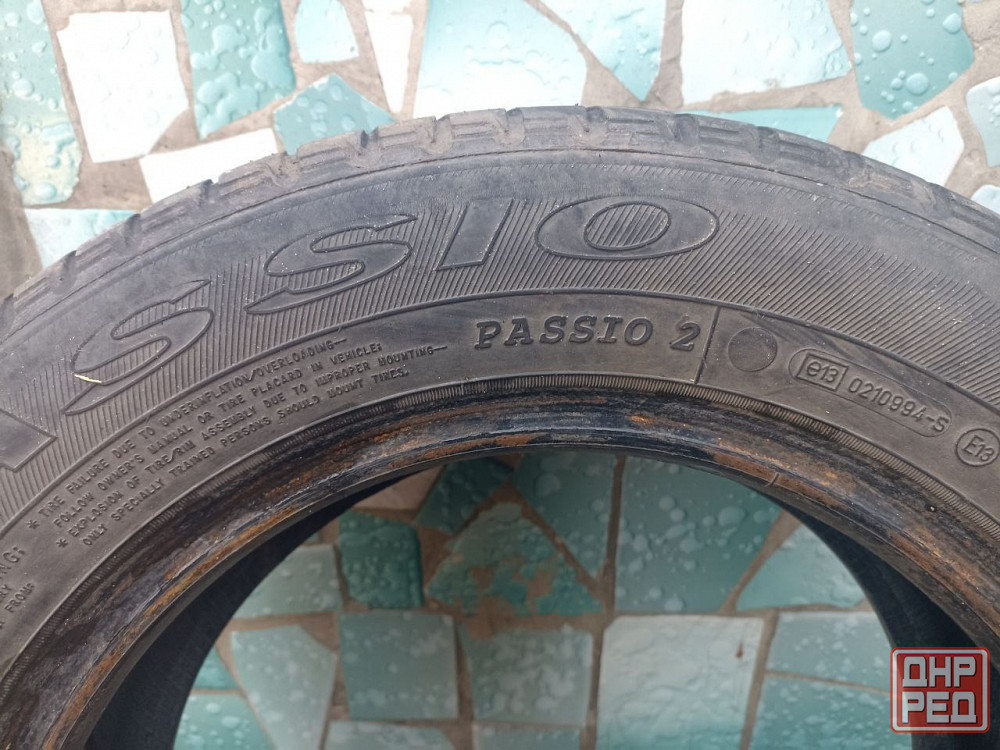 SSIO
PASSIO 2
e13 0210994-S
E13
* TIRE FAILURE DUE TO UNDERINFLATION/OVERLOADING—
FOLLOW OWNER'S MANUAL OR TIRE PLACARD IN VEHICLE;
* EXPLOSION OF TIRE/RIM ASSEMBLY DUE TO IMPROPER MOUNTING—
ONLY SPECIALLY TRAINED PERSONS SHOULD MOUNT TIRES.
ДНР
РЕД